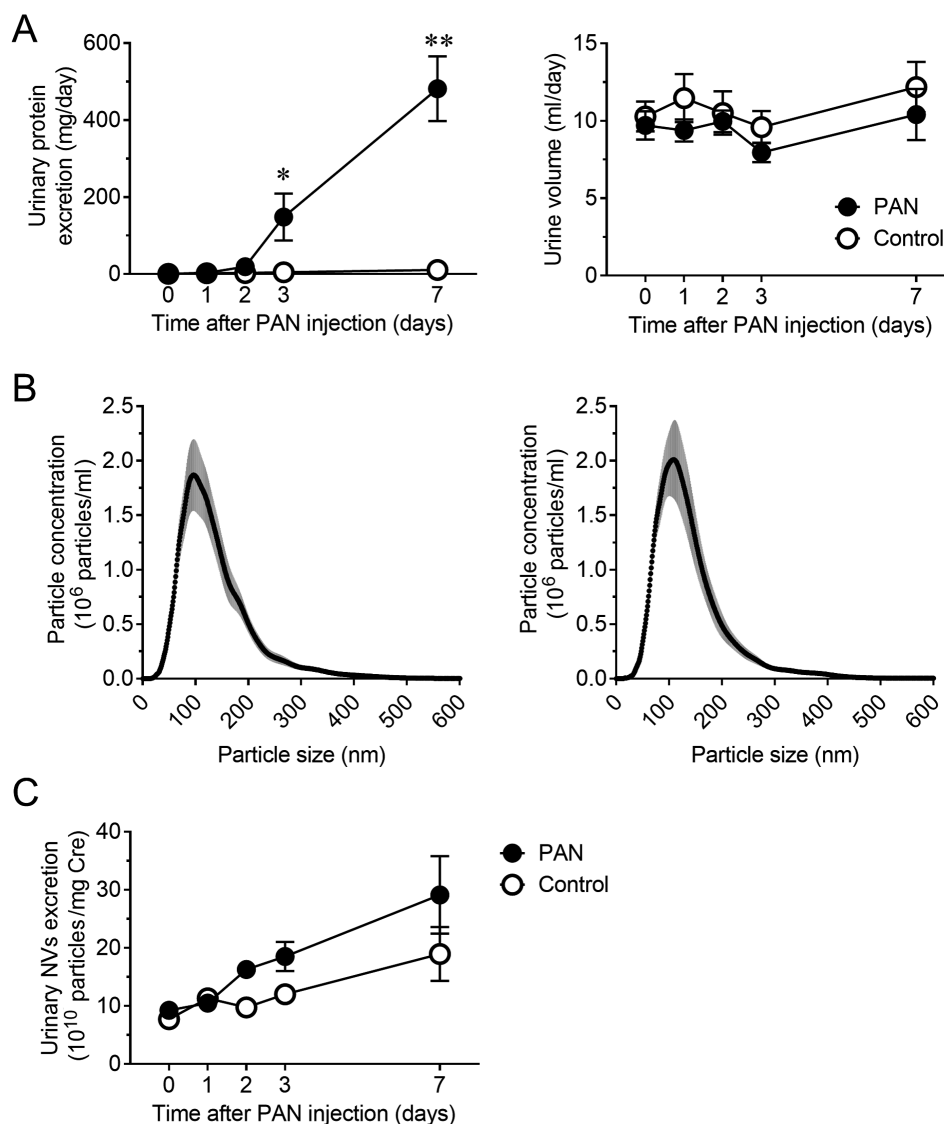 A
Urinary protein
excretion (mg/day)
600
400
200
0
*
**
0 1 2 3 7
Time after PAN injection (days)
Urine volume (ml/day)
15
10
5
0
PAN
Control
0 1 2 3 7
Time after PAN injection (days)
B
Particle concentration
(10⁶ particles/ml)
2.5
2.0
1.5
1.0
0.5
0.0
0 100 200 300 400 500 600
Particle size (nm)
Particle concentration
(10⁶ particles/ml)
2.5
2.0
1.5
1.0
0.5
0.0
0 100 200 300 400 500 600
Particle size (nm)
C
Urinary NVs excretion
(10¹⁰ particles/mg Cre)
40
30
20
10
0
PAN
Control
0 1 2 3 7
Time after PAN injection (days)